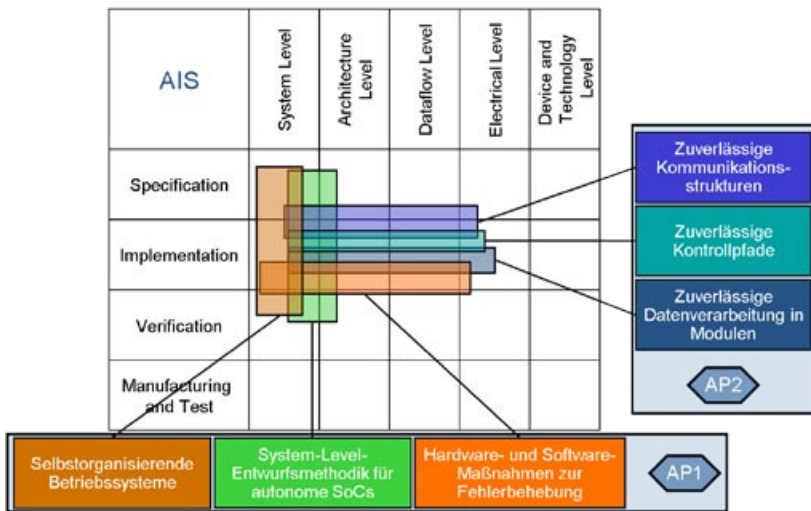 AIS
System Level
Architecture
Level
Dataflow Level
Electrical Level
Device and
Technology
Level
Specification
Implementation
Verification
Manufacturing
and Test
Zuverlässige
Kommunikations-
strukturen
Zuverlässige
Kontrollpfade
Zuverlässige
Datenverarbeitung in
Modulen
AP2
Selbstorganisierende
Betriebssysteme
System-Level-
Entwurfsmethodik für
autonome SoCs
Hardware- und Software-
Maßnahmen zur
Fehlerbehebung
AP1